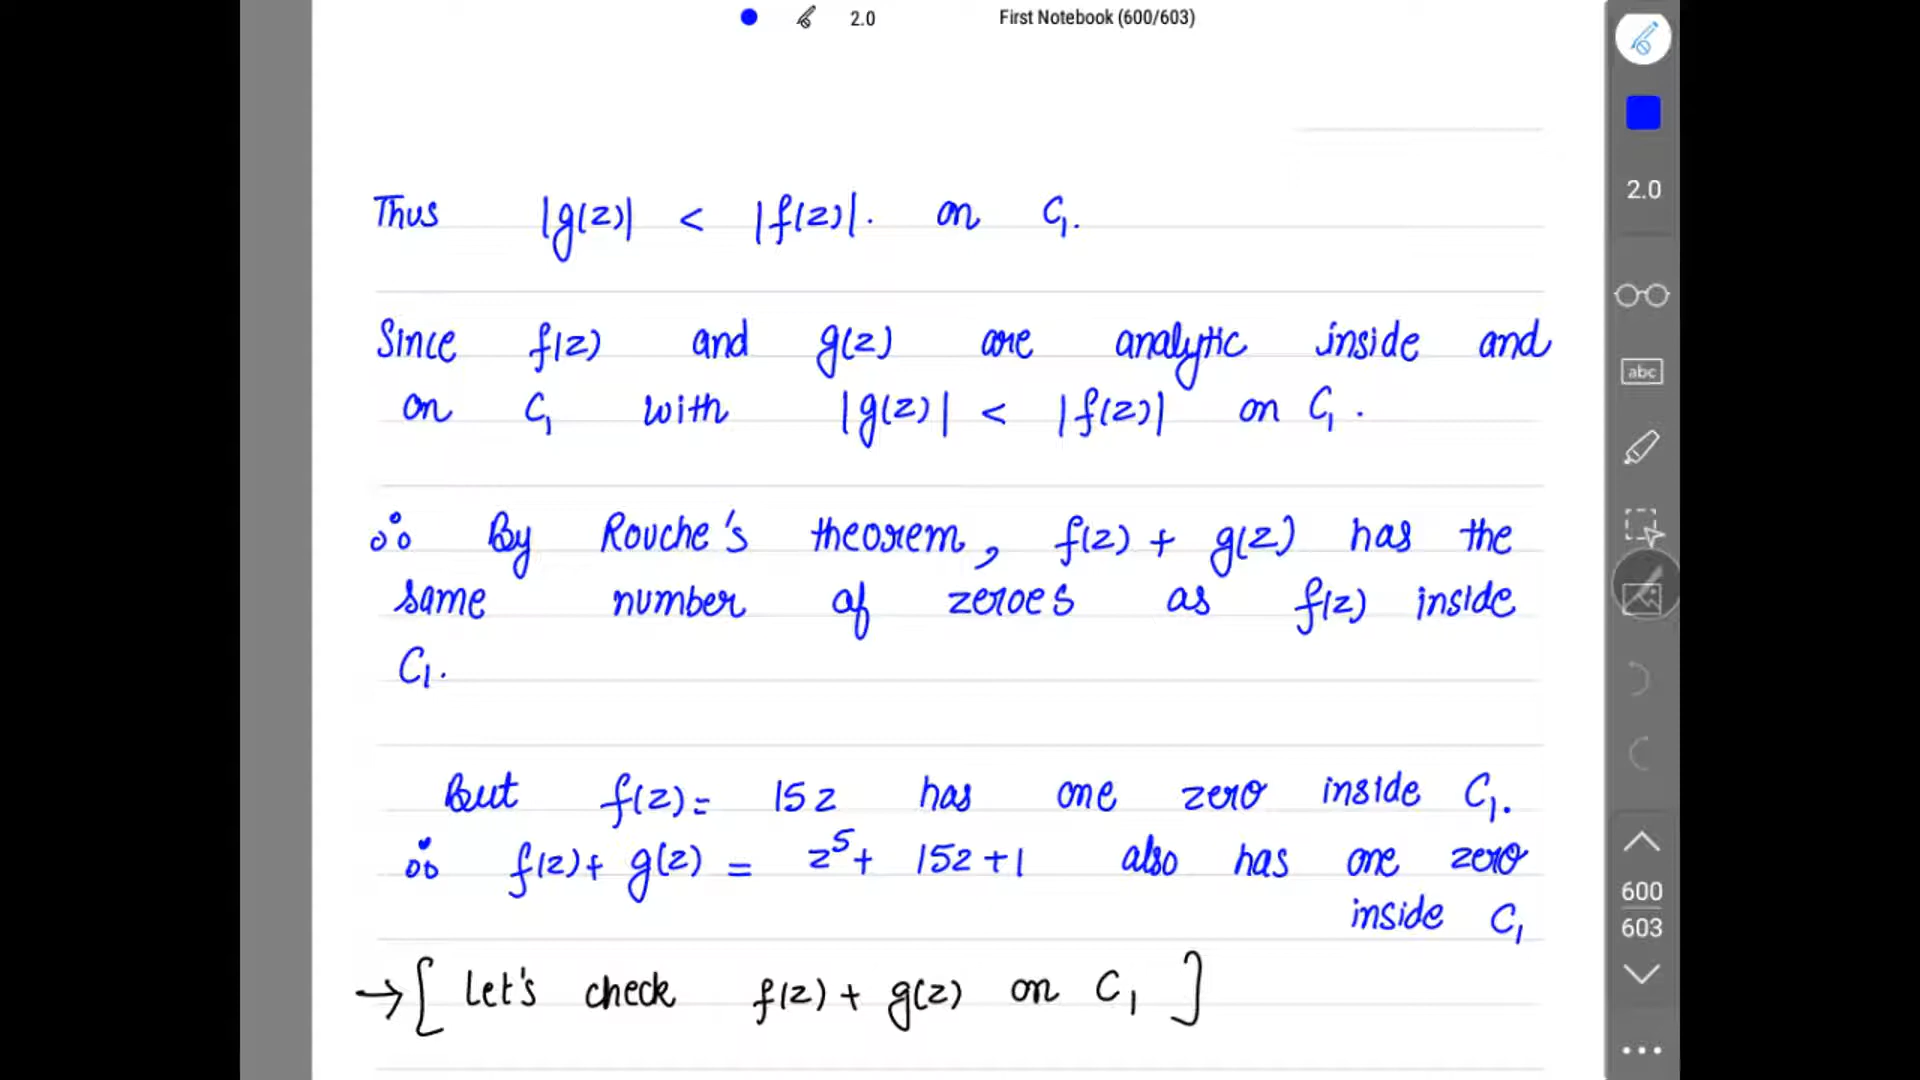 2.0 First Notebook (600/603)
Thus |g(z)| < |f(z)|. on C₁.
2.0
Since f(z) and g(z) are analytic inside and
on C₁ with |g(z)| < |f(z)| on C₁.
abc
∴ By Rouche's theorem, f(z) + g(z) has the
same number of zeroes as f(z) inside
C₁.
But f(z) = 15z has one zero inside C₁.
∴ f(z) + g(z) = z⁵ + 15z + 1 also has one zero
inside C₁
→ [ Let's check f(z) + g(z) on C₁ ]
600
603